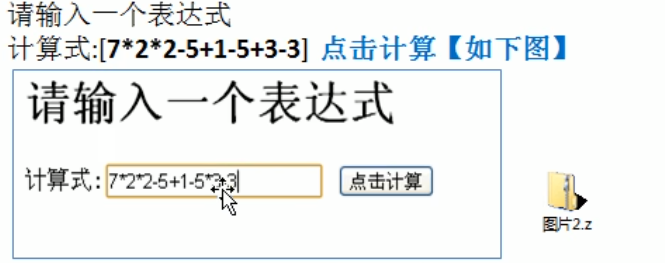 请输入一个表达式
计算式:[7*2*2-5+1-5+3-3] 点击计算【如下图】
请输入一个表达式
计算式: 7*2*2-5+1-5*3-3 点击计算
图片2.z